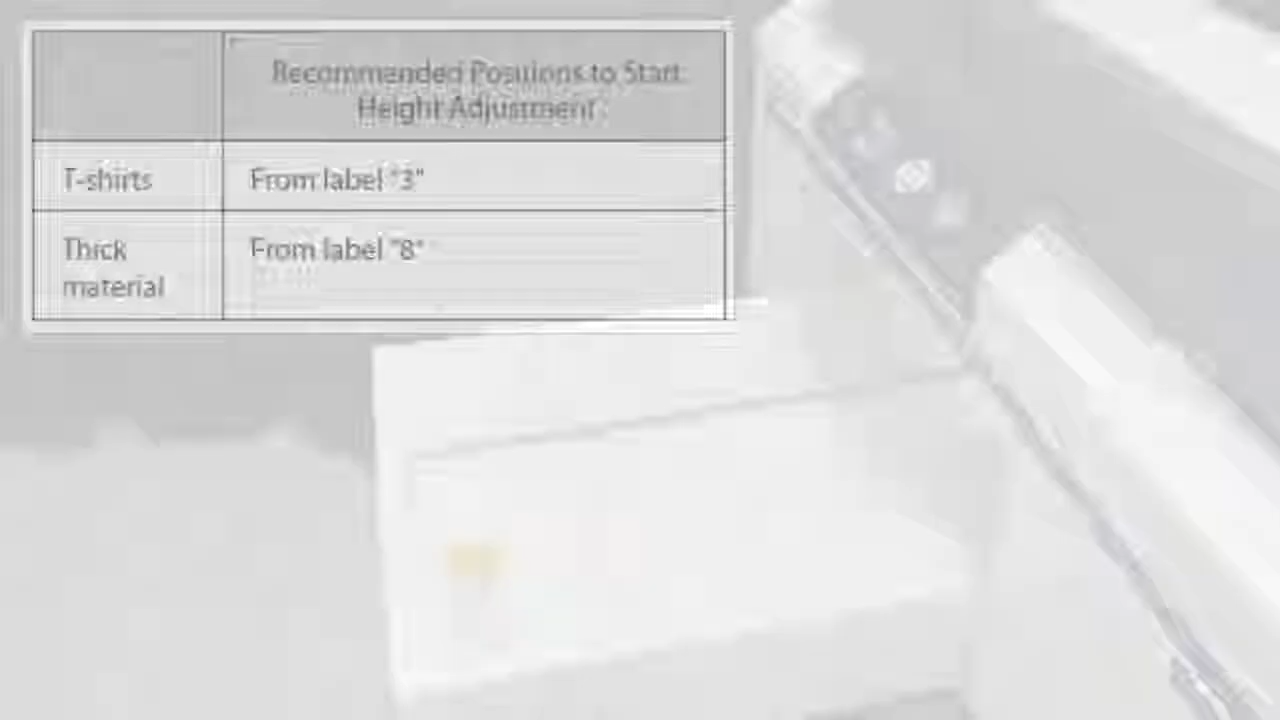 Recommended Positions to Start
Height Adjustment
T-shirts
From label "3"
Thick
material
From label "8"